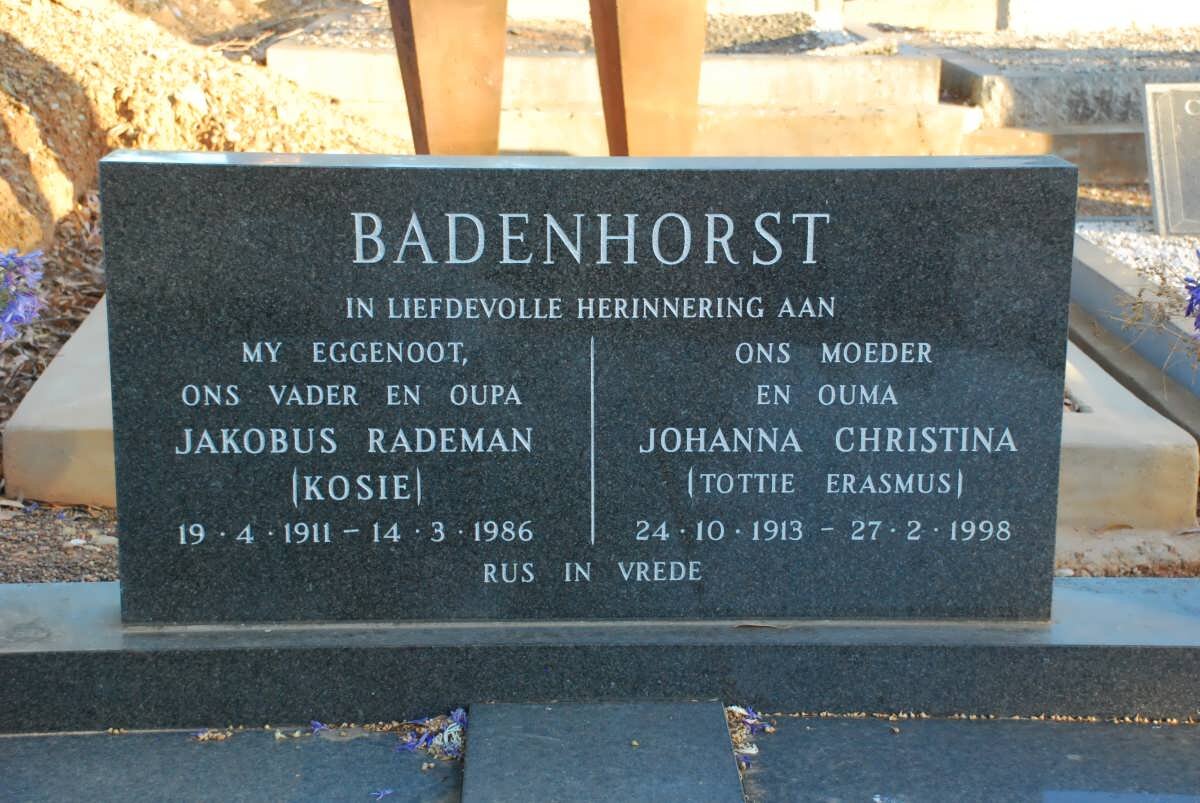 BADENHORST
IN LIEFDEVOLLE HERINNERING AAN
MY EGGENOOT,
ONS VADER EN OUPA
JAKOBUS RADEMAN
(KOSIE)
19·4·1911 – 14·3·1986
ONS MOEDER
EN OUMA
JOHANNA CHRISTINA
(TOTTIE ERASMUS)
24·10·1913 – 27·2·1998
RUS IN VREDE